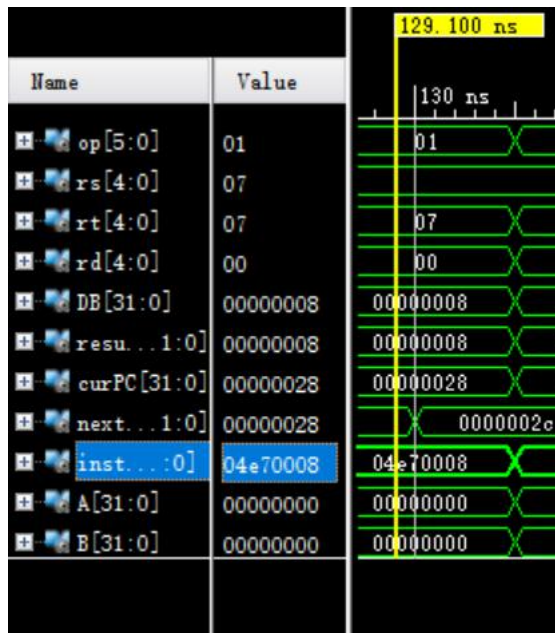 129.100 ns
Name Value
130 ns
op[5:0] 01 01
rs[4:0] 07
rt[4:0] 07 07
rd[4:0] 00 00
DB[31:0] 00000008 00000008
resu...1:0] 00000008 00000008
curPC[31:0] 00000028 00000028
next...1:0] 00000028 0000002c
inst...:0] 04e70008 04e70008
A[31:0] 00000000 00000000
B[31:0] 00000000 00000000